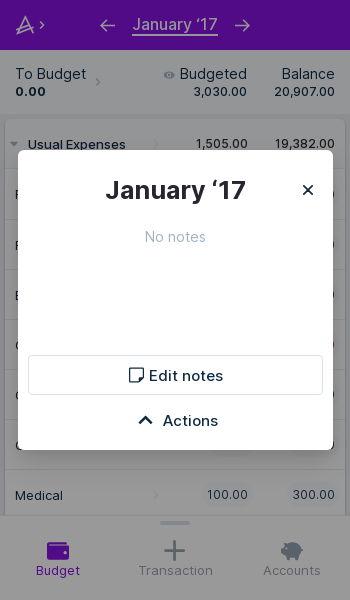 January ‘17
To Budget
Budgeted
Balance
0.00
3,030.00
20,907.00
Usual Expenses
1,505.00
19,382.00
January ‘17
No notes
Edit notes
Actions
Medical
100.00
300.00
Budget
Transaction
Accounts